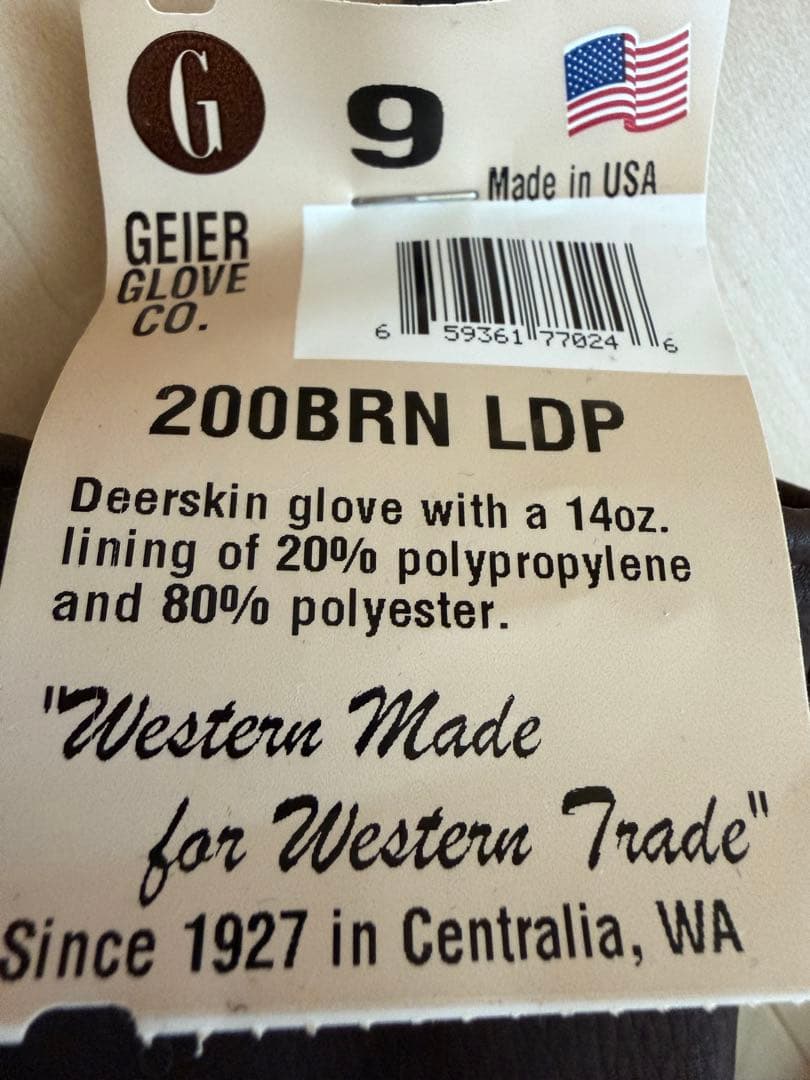 G
9
Made in USA
GEIER
GLOVE
CO.
6 59361 77024 6
200BRN LDP
Deerskin glove with a 14oz.
lining of 20% polypropylene
and 80% polyester.
"Western Made
for Western Trade"
Since 1927 in Centralia, WA